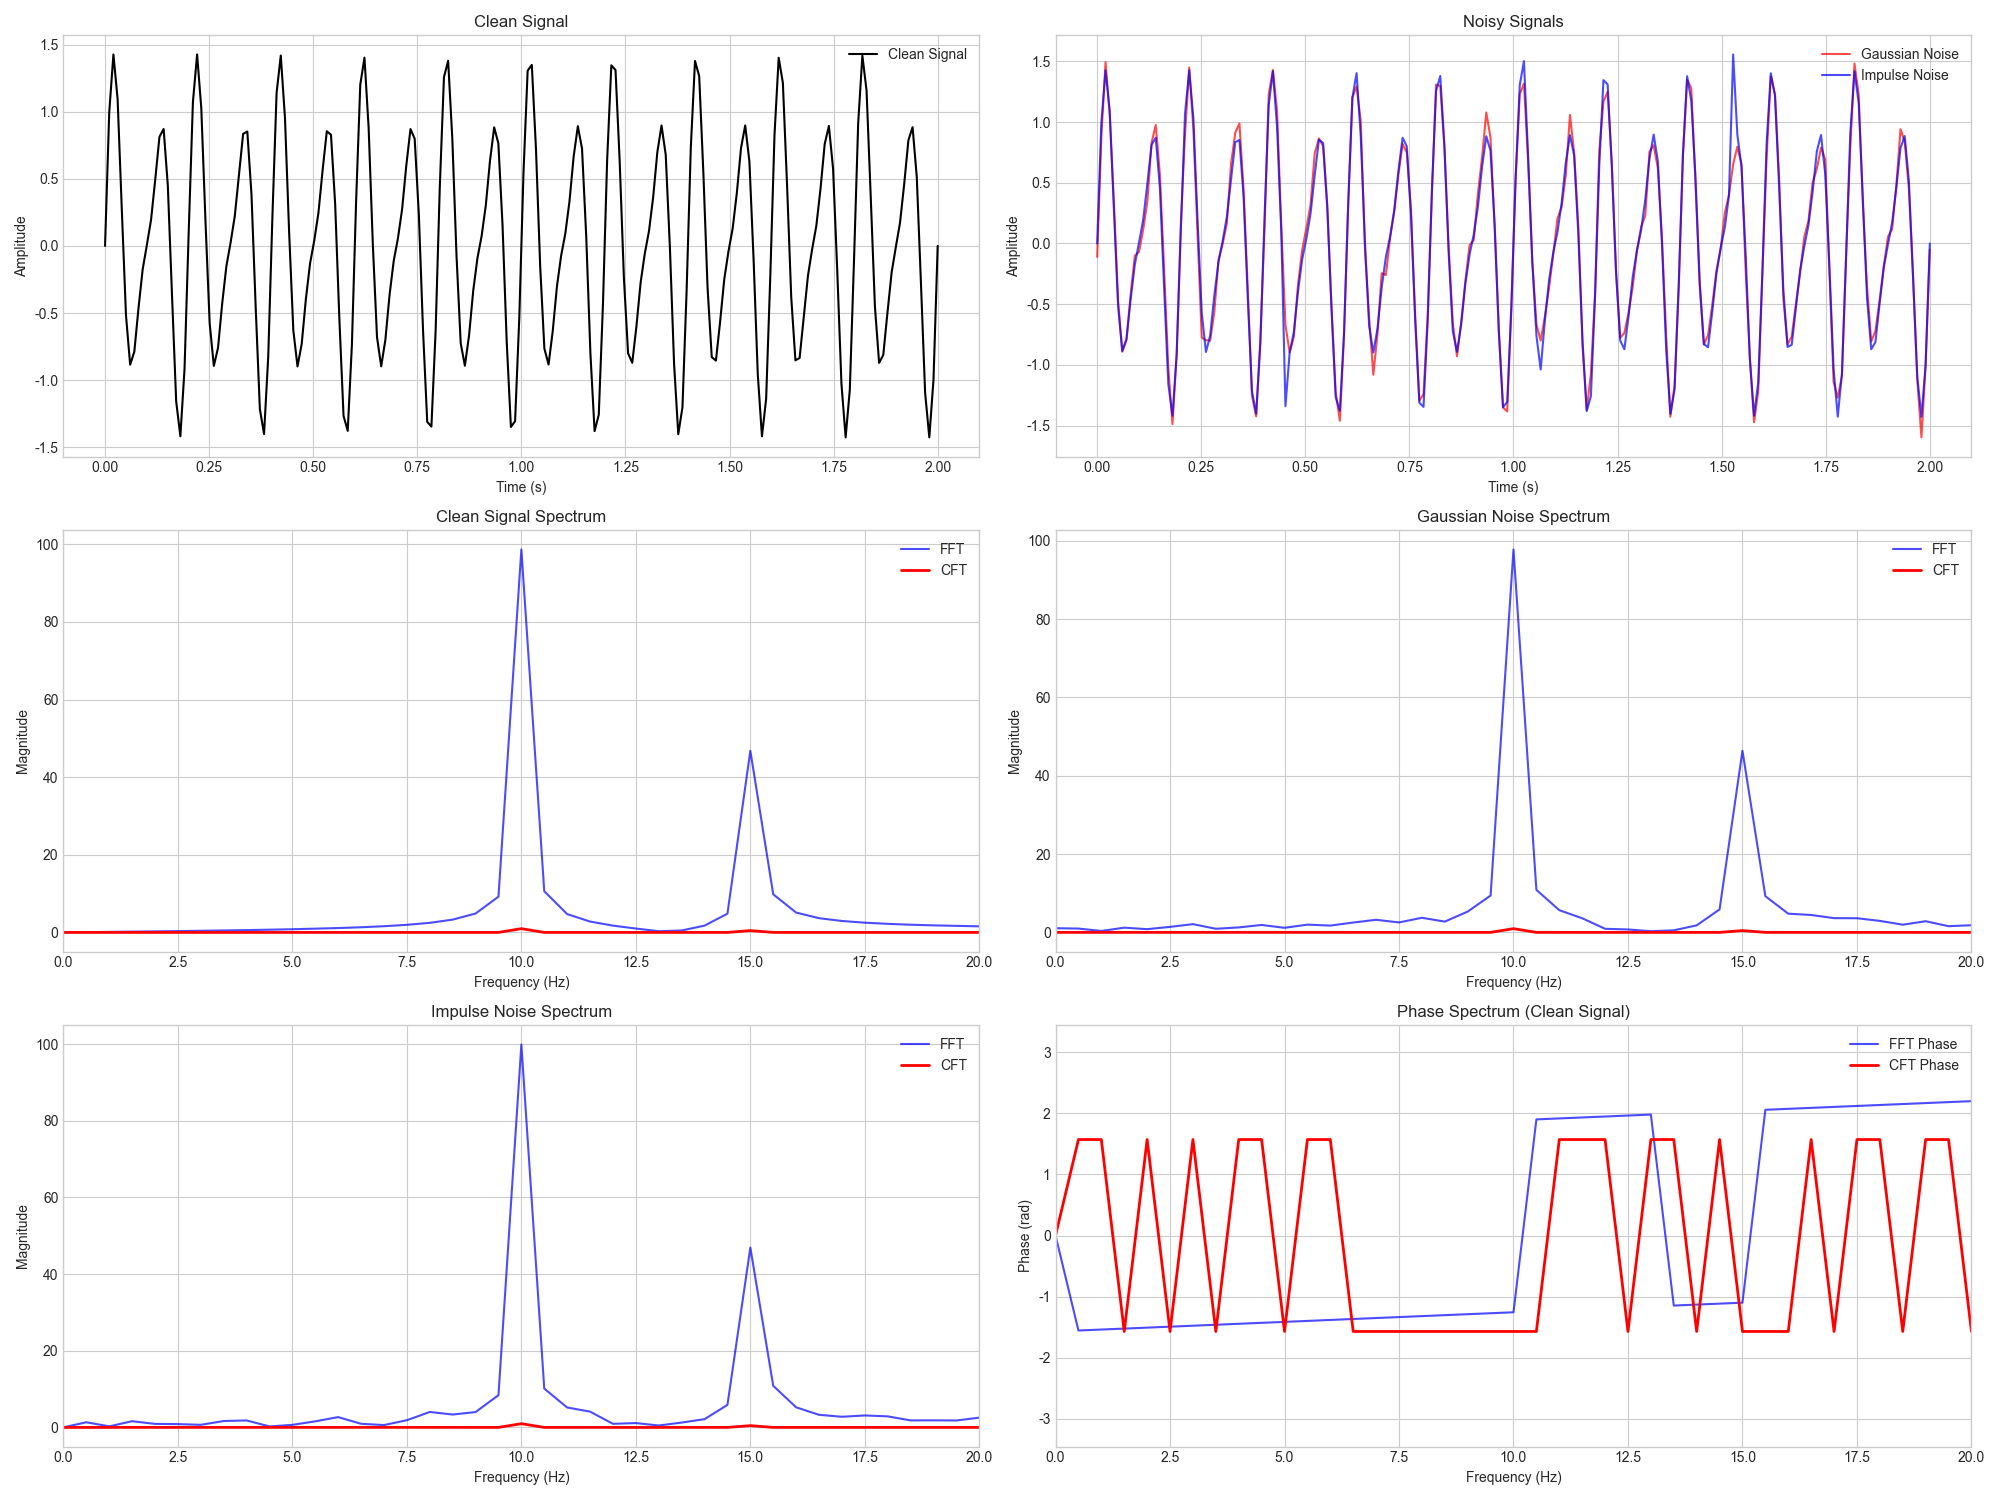 Clean Signal
Clean Signal
1.5
1.0
0.5
0.0
-0.5
-1.0
-1.5
Amplitude
0.00 0.25 0.50 0.75 1.00 1.25 1.50 1.75 2.00
Time (s)
Noisy Signals
Gaussian Noise
Impulse Noise
1.5
1.0
0.5
0.0
-0.5
-1.0
-1.5
Amplitude
0.00 0.25 0.50 0.75 1.00 1.25 1.50 1.75 2.00
Time (s)
Clean Signal Spectrum
FFT
CFT
100
80
60
40
20
0
Magnitude
0.0 2.5 5.0 7.5 10.0 12.5 15.0 17.5 20.0
Frequency (Hz)
Gaussian Noise Spectrum
FFT
CFT
100
80
60
40
20
0
Magnitude
0.0 2.5 5.0 7.5 10.0 12.5 15.0 17.5 20.0
Frequency (Hz)
Impulse Noise Spectrum
FFT
CFT
100
80
60
40
20
0
Magnitude
0.0 2.5 5.0 7.5 10.0 12.5 15.0 17.5 20.0
Frequency (Hz)
Phase Spectrum (Clean Signal)
FFT Phase
CFT Phase
3
2
1
0
-1
-2
-3
Phase (rad)
0.0 2.5 5.0 7.5 10.0 12.5 15.0 17.5 20.0
Frequency (Hz)